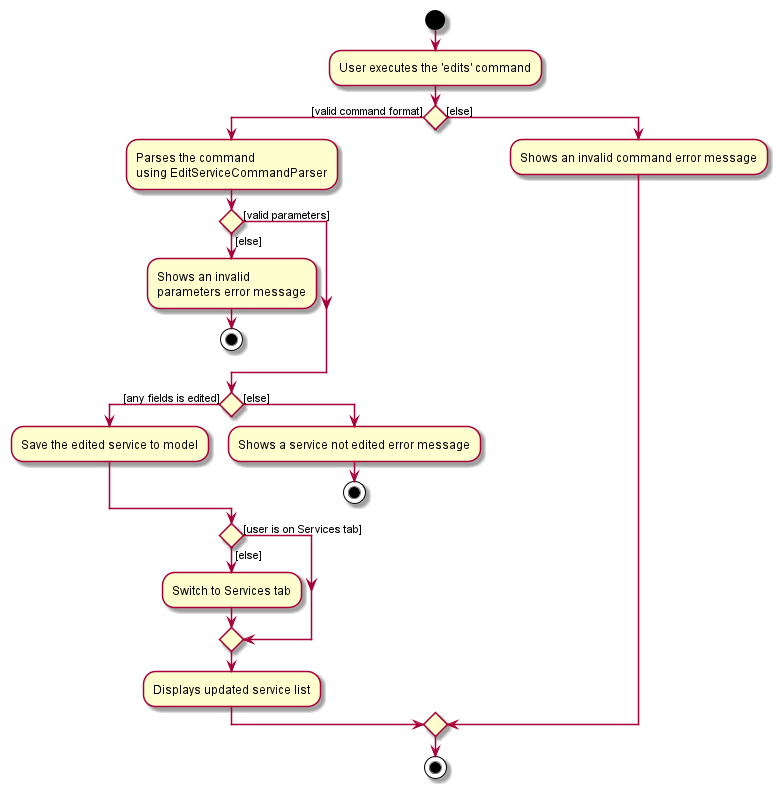 User executes the 'edits' command
[valid command format]
[else]
Parses the command
using EditServiceCommandParser
Shows an invalid command error message
[valid parameters]
[else]
Shows an invalid
parameters error message
[any fields is edited]
[else]
Save the edited service to model
Shows a service not edited error message
[user is on Services tab]
[else]
Switch to Services tab
Displays updated service list